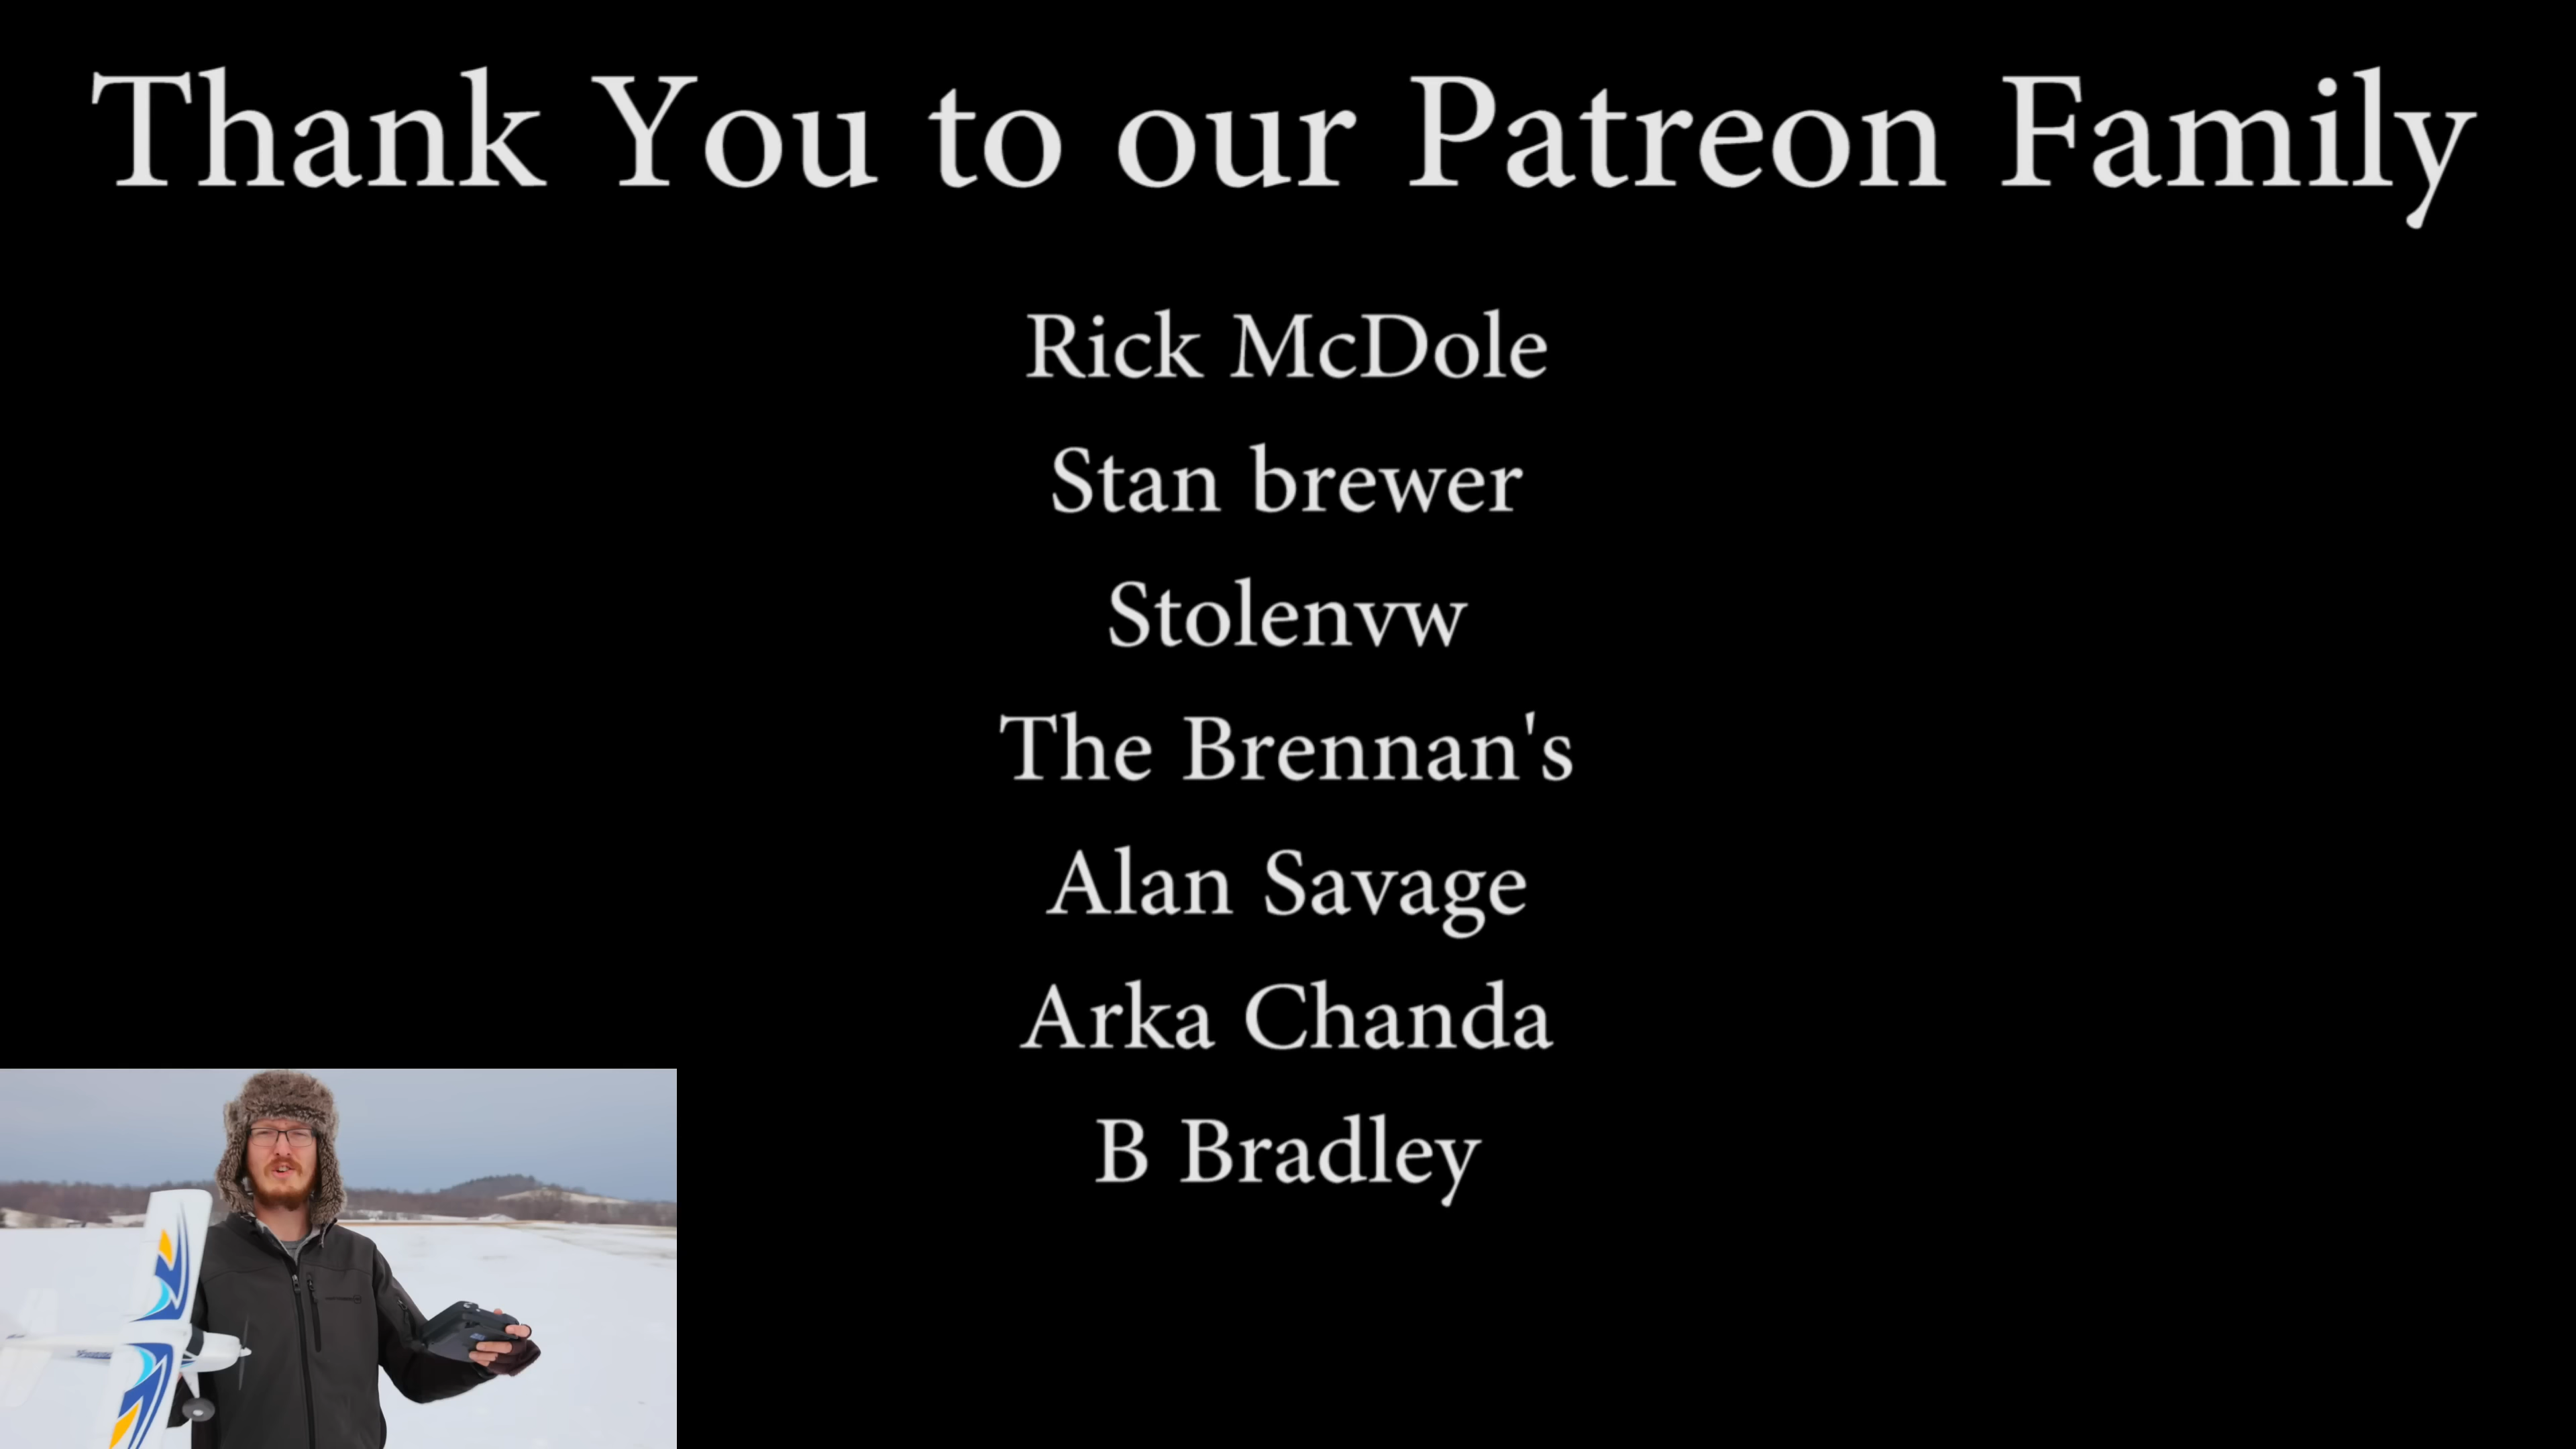 Thank You to our Patreon Family
Rick McDole
Stan brewer
Stolenvw
The Brennan's
Alan Savage
Arka Chanda
B Bradley